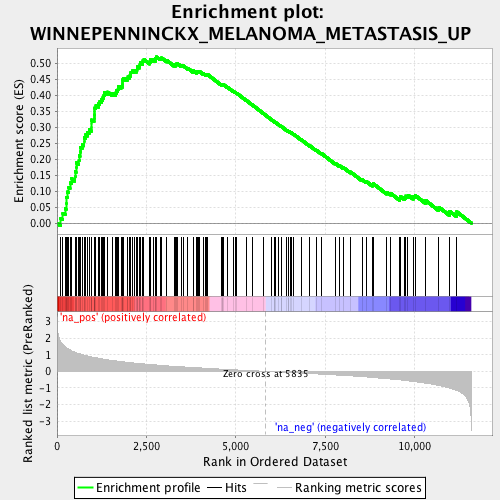 Enrichment plot:
WINNEPENNINCKX_MELANOMA_METASTASIS_UP
Enrichment score (ES)
0.50
0.45
0.40
0.35
0.30
0.25
0.20
0.15
0.10
0.05
0.00
'na_pos' (positively correlated)
Ranked list metric (PreRanked)
3
2
1
0
-1
-2
-3
Zero cross at 5835
'na_neg' (negatively correlated)
0
2,500
5,000
7,500
10,000
Rank in Ordered Dataset
Enrichment profile
Hits
Ranking metric scores